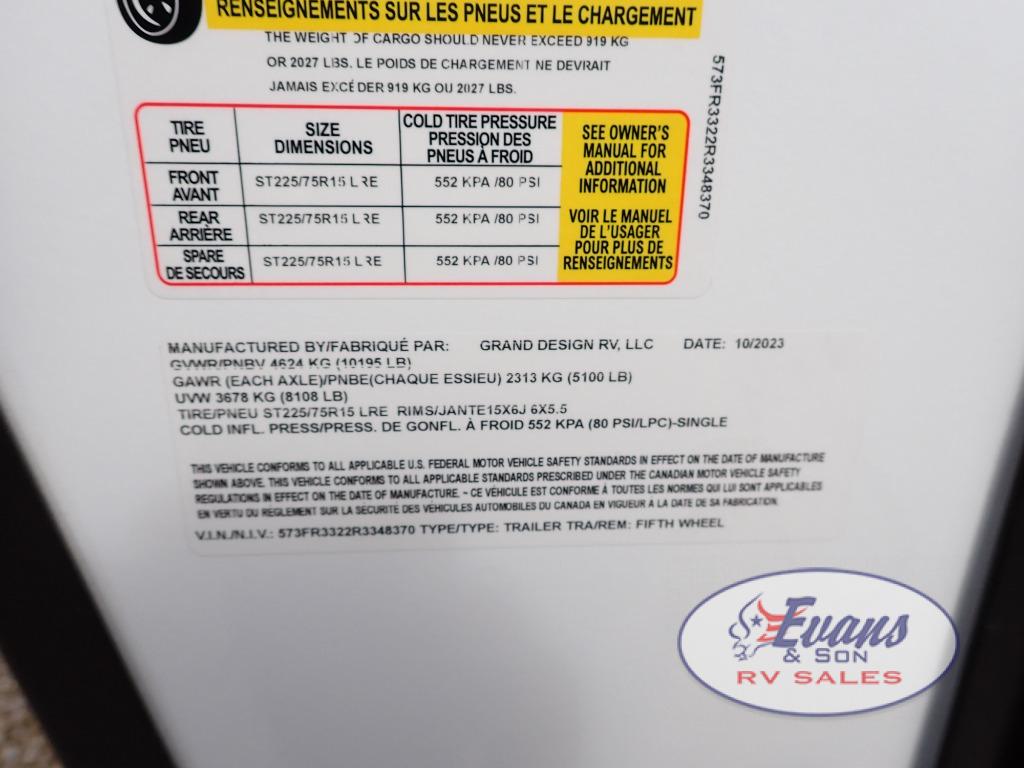 RENSEIGNEMENTS SUR LES PNEUS ET LE CHARGEMENT
THE WEIGHT OF CARGO SHOULD NEVER EXCEED 919 KG
OR 2027 LBS. LE POIDS DE CHARGEMENT NE DEVRAIT
JAMAIS EXCÉDER 919 KG OU 2027 LBS.
TIRE
PNEU
SIZE
DIMENSIONS
COLD TIRE PRESSURE
PRESSION DES
PNEUS À FROID
FRONT
AVANT
ST225/75R15 LRE
552 KPA /80 PSI
REAR
ARRIÈRE
ST225/75R15 LRE
552 KPA /80 PSI
SPARE
DE SECOURS
ST225/75R15 LRE
552 KPA /80 PSI
SEE OWNER'S
MANUAL FOR
ADDITIONAL
INFORMATION
VOIR LE MANUEL
DE L'USAGER
POUR PLUS DE
RENSEIGNEMENTS
573FR3322R3348370
MANUFACTURED BY/FABRIQUÉ PAR: GRAND DESIGN RV, LLC DATE: 10/2023
GVWR/PNBV 4624 KG (10195 LB)
GAWR (EACH AXLE)/PNBE(CHAQUE ESSIEU) 2313 KG (5100 LB)
UVW 3678 KG (8108 LB)
TIRE/PNEU ST225/75R15 LRE RIMS/JANTE15X6J 6X5.5
COLD INFL. PRESS/PRESS. DE GONFL. À FROID 552 KPA (80 PSI/LPC)-SINGLE
THIS VEHICLE CONFORMS TO ALL APPLICABLE U.S. FEDERAL MOTOR VEHICLE SAFETY STANDARDS IN EFFECT ON THE DATE OF MANUFACTURE
SHOWN ABOVE. THIS VEHICLE CONFORMS TO ALL APPLICABLE STANDARDS PRESCRIBED UNDER THE CANADIAN MOTOR VEHICLE SAFETY
REGULATIONS IN EFFECT ON THE DATE OF MANUFACTURE. ~ CE VÉHICULE EST CONFORME À TOUTES LES NORMES QUI LUI SONT APPLICABLES
EN VERTU DU REGLEMENT SUR LA SECURITE DES VÉHICULES AUTOMOBILES DU CANADA EN VIGUEUR A LA DATE DE SA FABRICATION.
V.I.N./N.I.V.: 573FR3322R3348370 TYPE/TYPE: TRAILER TRA/REM: FIFTH WHEEL
Evans
& SON
RV SALES